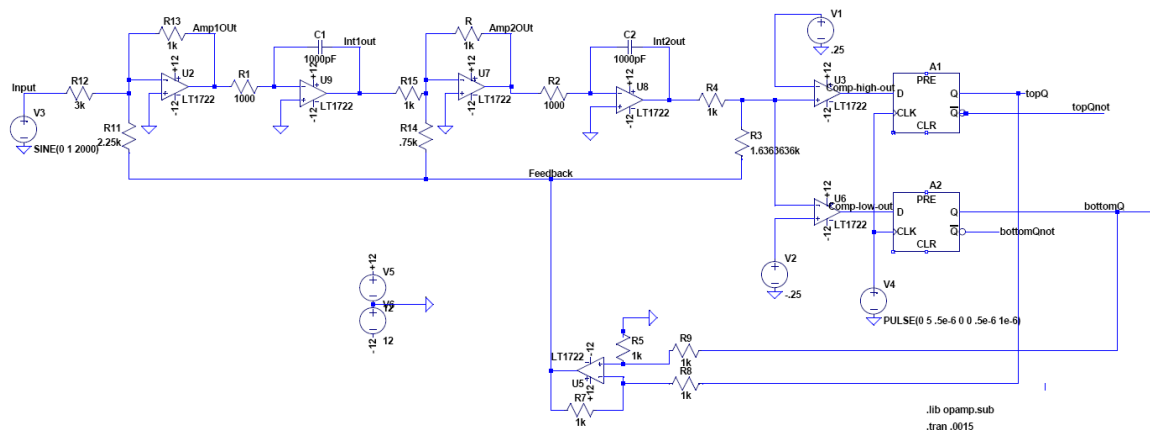 R13
1k
Amp1OUt
C1
1000pF
Int1out
R
1k
Amp2OUt
C2
1000pF
Int2out
V1
.25
Input
R12
3k
+12
U2
-12
LT1722
R1
1000
+12
U9
-12
LT1722
R15
1k
+12
U7
-12
LT1722
R2
1000
+12
U8
-12
LT1722
R4
1k
+12
U3
Comp-high-out
-12
LT1722
A1
PRE
D
Q
CLK
Q
CLR
topQ
topQnot
V3
SINE(0 1 2000)
R11
2.25k
R14
.75k
R3
1.6363636k
Feedback
+12
U6
Comp-low-out
-12
LT1722
A2
PRE
D
Q
CLK
Q
CLR
bottomQ
bottomQnot
V2
-.25
V4
PULSE(0 5 .5e-6 0 0 .5e-6 1e-6)
+12
V5
V6
12
-12
12
R5
1k
R9
1k
LT1722
-12
U5
+12
R8
1k
R7
1k
.lib opamp.sub
.tran .0015